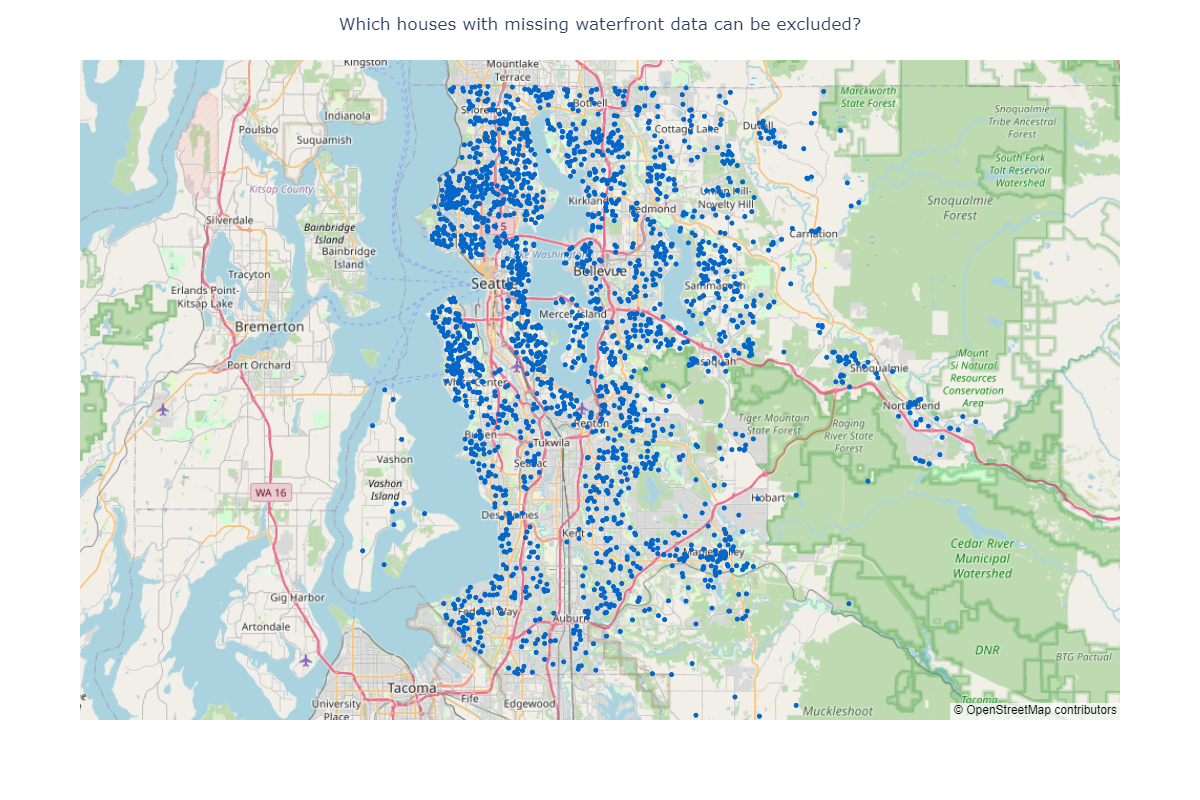 Which houses with missing waterfront data can be excluded?
Kingston
Mountlake
Terrace
Marckworth
State Forest
Indianola
Poulsbo
Suquamish
Bothell
Cottage Lake
Snoqualmie
Tribe Ancestral
Forest
South Fork
Tolt Reservoir
Watershed
Kitsap County
Kirkland
Redmond
Novelty Hill
Snoqualmie
Forest
Silverdale
Bainbridge
Island
Bainbridge
Island
5
Carnation
Tracyton
Bellevue
Erlands Point-
Kitsap Lake
Seattle
Sammamish
Mercer Island
Bremerton
Port Orchard
White Center
Issaquah
Snoqualmie
Mount
Si Natural
Resources
Conservation
Area
North Bend
Tiger Mountain
State Forest
Raging
River State
Forest
Renton
Burien
Tukwila
SeaTac
Vashon
Vashon
Island
WA 16
Hobart
Des Moines
Kent
Maple Valley
Cedar River
Municipal
Watershed
Gig Harbor
Federal Way
Auburn
Artondale
DNR
BTG Pactual
Tacoma
University
Place
Fife
Edgewood
Muckleshoot
Tacoma
© OpenStreetMap contributors